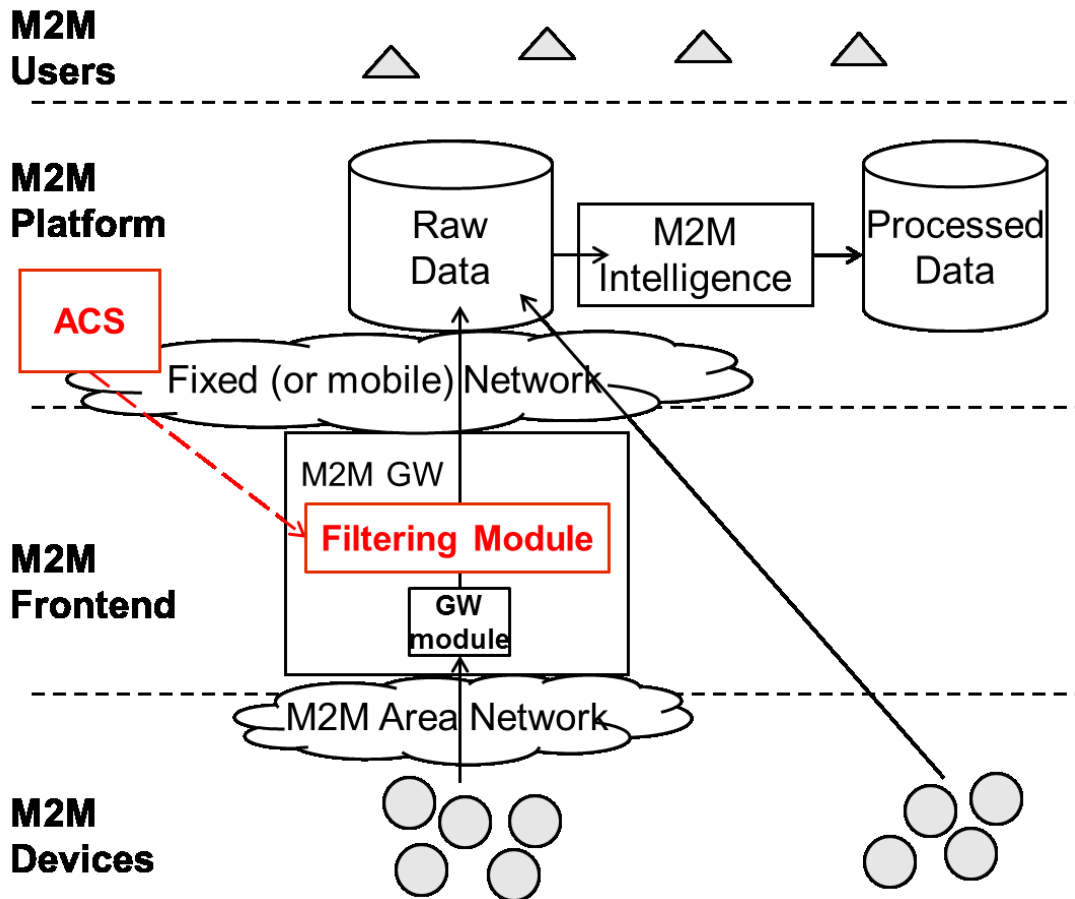 M2M
Users
M2M
Platform
Raw
Data
M2M
Intelligence
Processed
Data
ACS
Fixed (or mobile) Network
M2M GW
Filtering Module
M2M
Frontend
GW
module
M2M Area Network
M2M
Devices